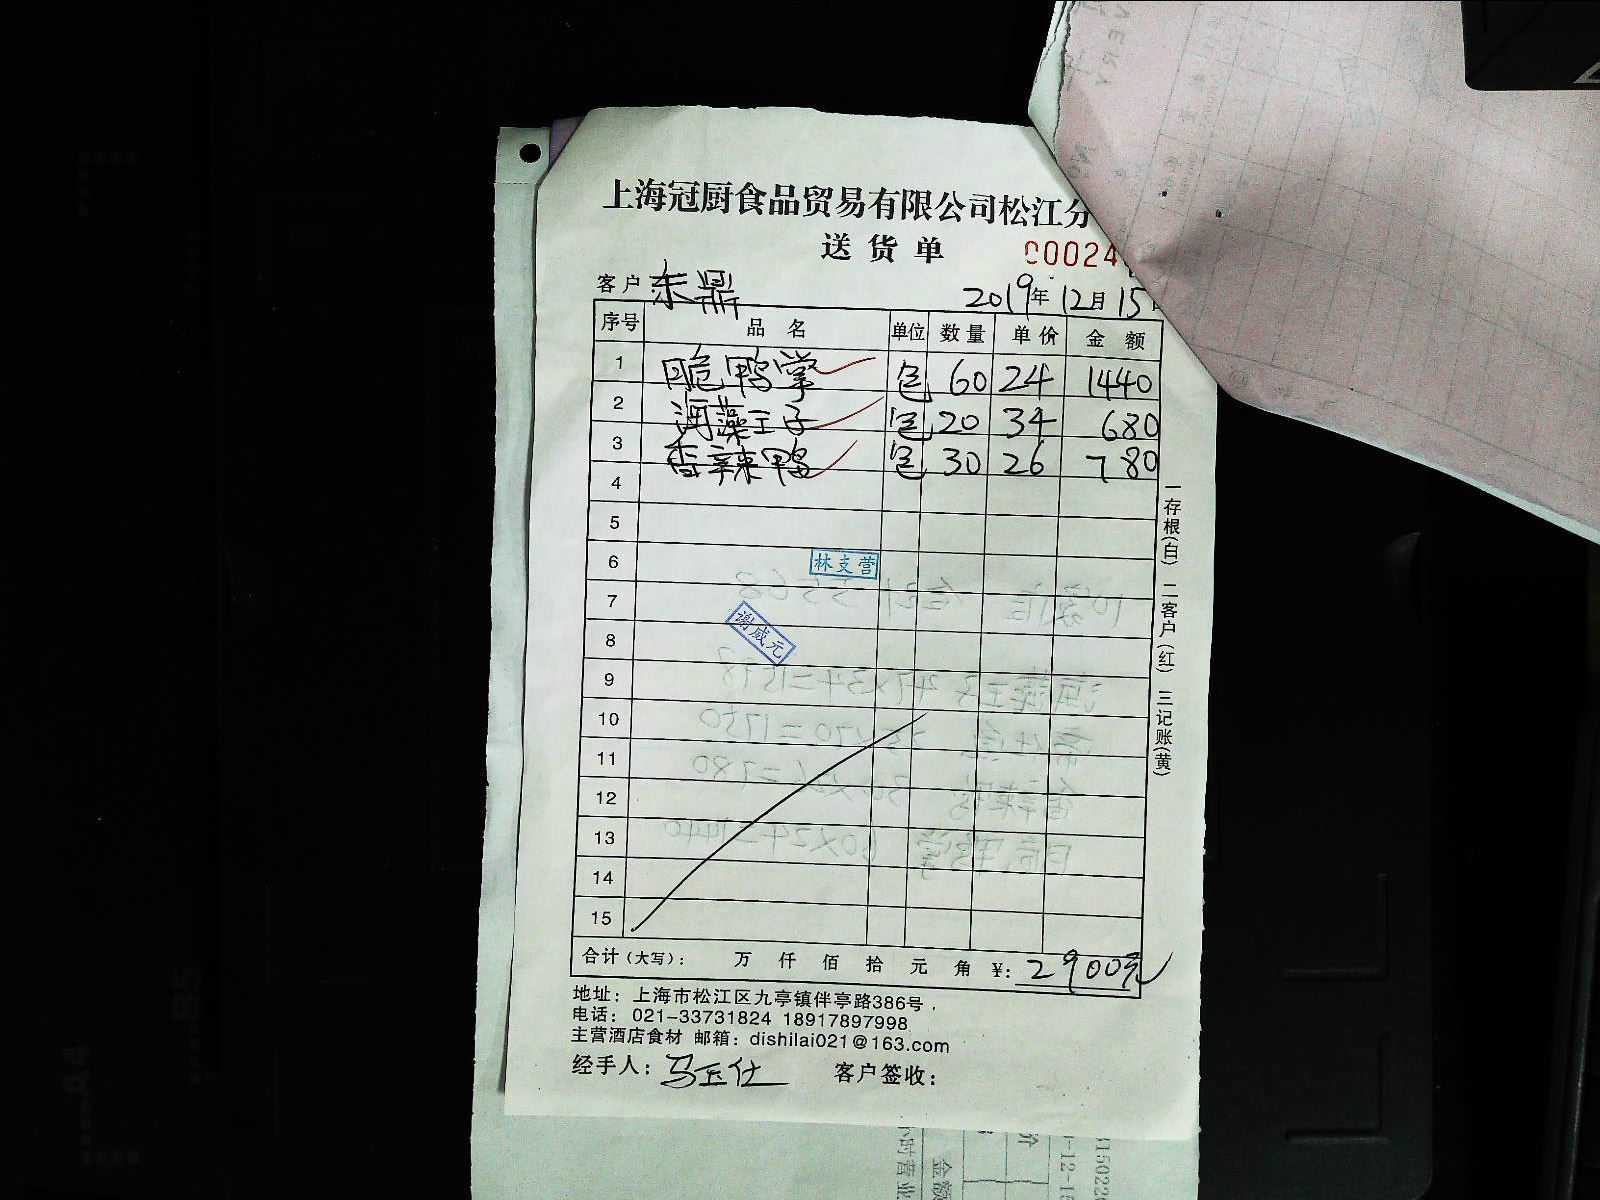 上海冠厨食品贸易有限公司松江分
送货单 00024
客户 东鼎 2019年12月15
序号 品名 单位 数量 单价 金额
1 脆鸭掌 包 60 24 1440
2 海藻王子 包 20 34 680
3 香辣鸭 包 30 26 780
4
5
6 林支营
7
8 谢威元
9
10
11
12
13
14
15
合计(大写): 万 仟 佰 拾 元 角 ¥: 2900元
地址: 上海市松江区九亭镇伴亭路386号,
电话: 021-33731824 18917897998
主营酒店食材 邮箱: dishilai021@163.com
经手人: 马玉仕 客户签收:
一存根(白) 二客户(红) 三记账(黄)